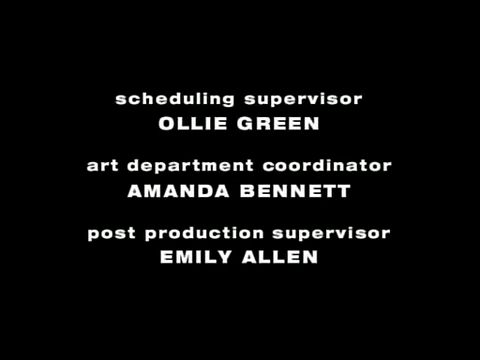 scheduling supervisor
OLLIE GREEN
art department coordinator
AMANDA BENNETT
post production supervisor
EMILY ALLEN